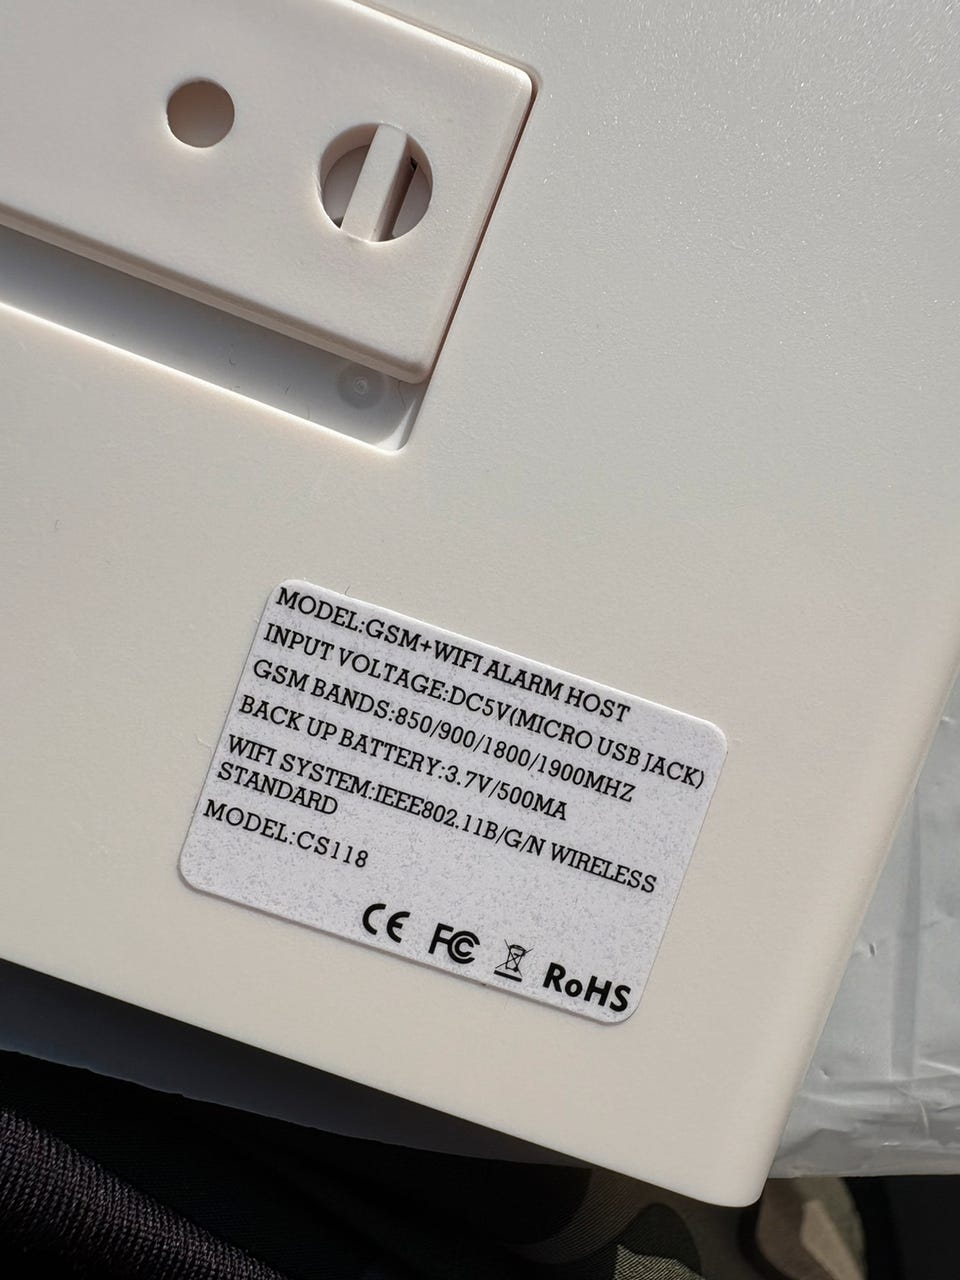 MODEL:GSM+WIFI ALARM HOST
INPUT VOLTAGE:DC5V(MICRO USB JACK)
GSM BANDS:850/900/1800/1900MHZ
BACK UP BATTERY:3.7V/500MA
WIFI SYSTEM:IEEE802.11B/G/N WIRELESS
STANDARD
MODEL:CS118
CE FC RoHS